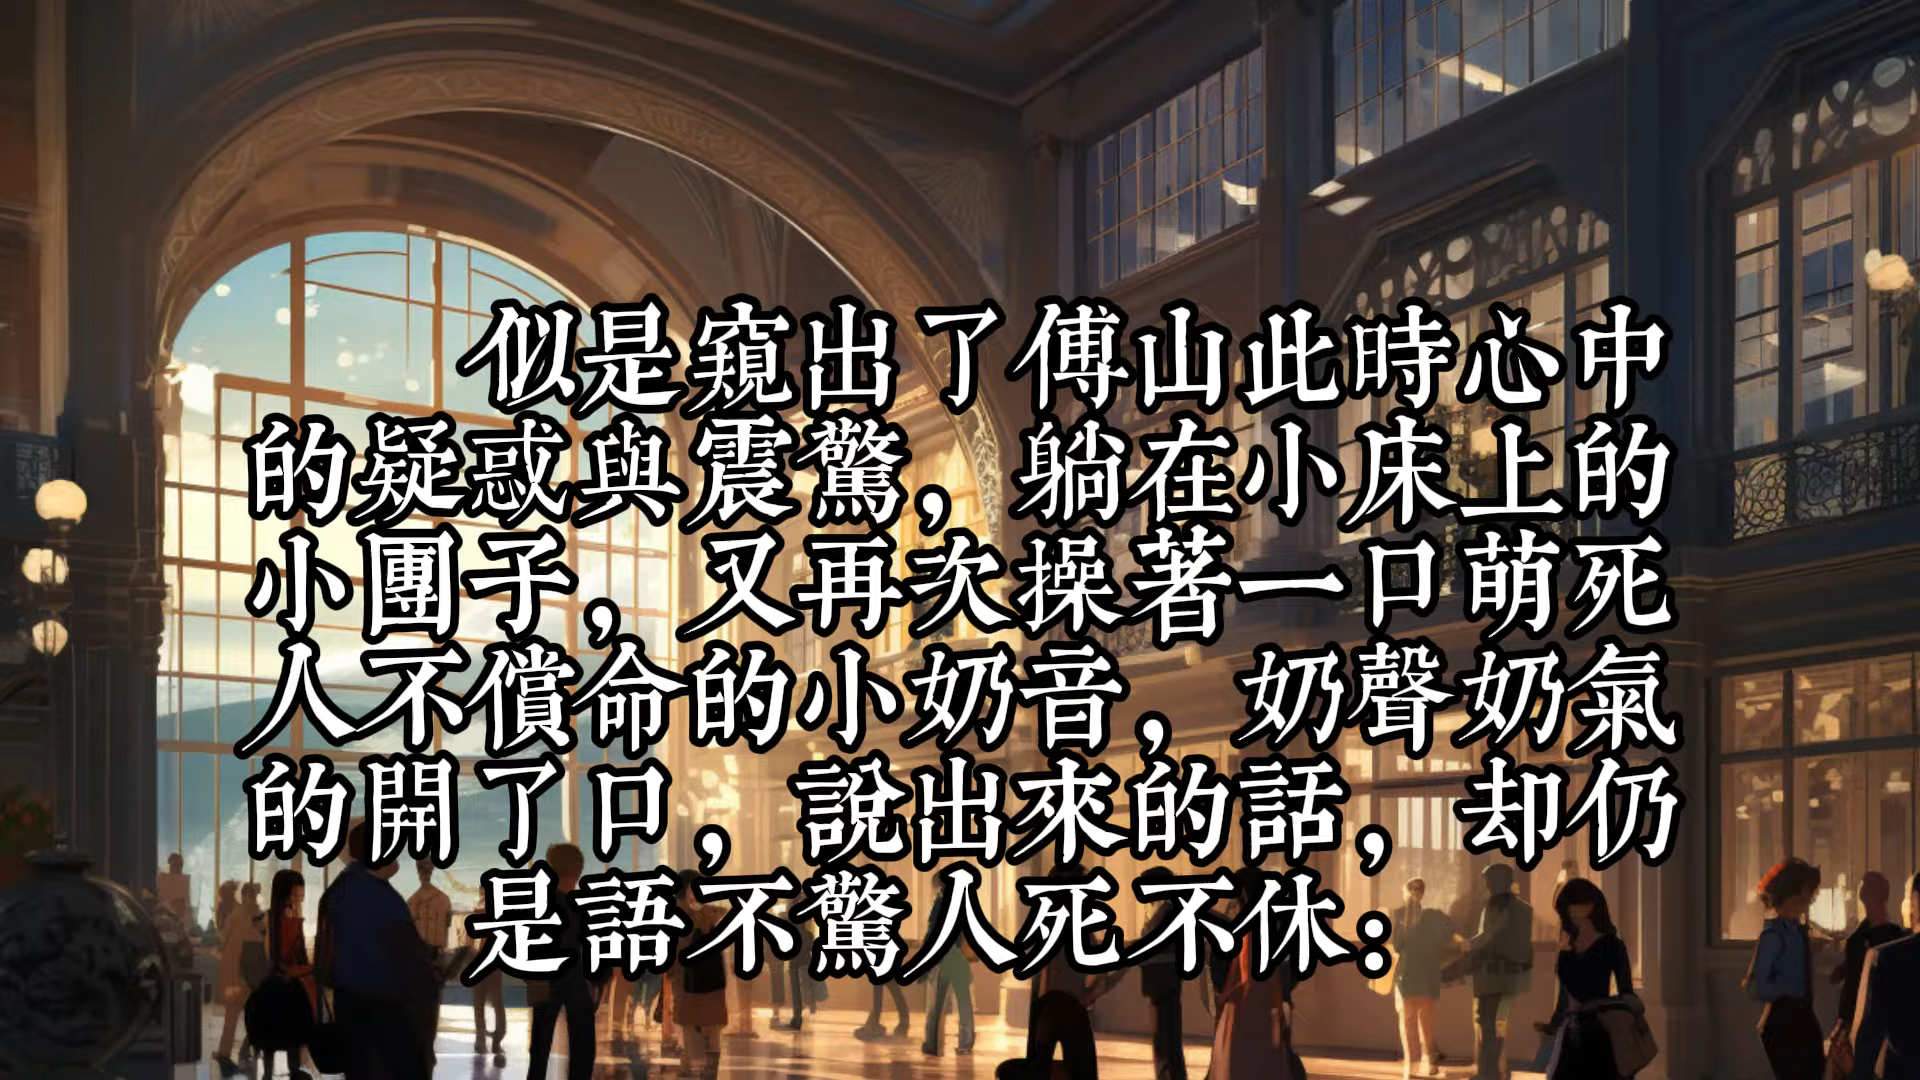 似是窺出了傅山此時心中
的疑惑與震驚，躺在小床上的
小團子，又再次操著一口萌死
人不償命的小奶音，奶聲奶氣
的開了口，說出來的話，却仍
是語不驚人死不休：